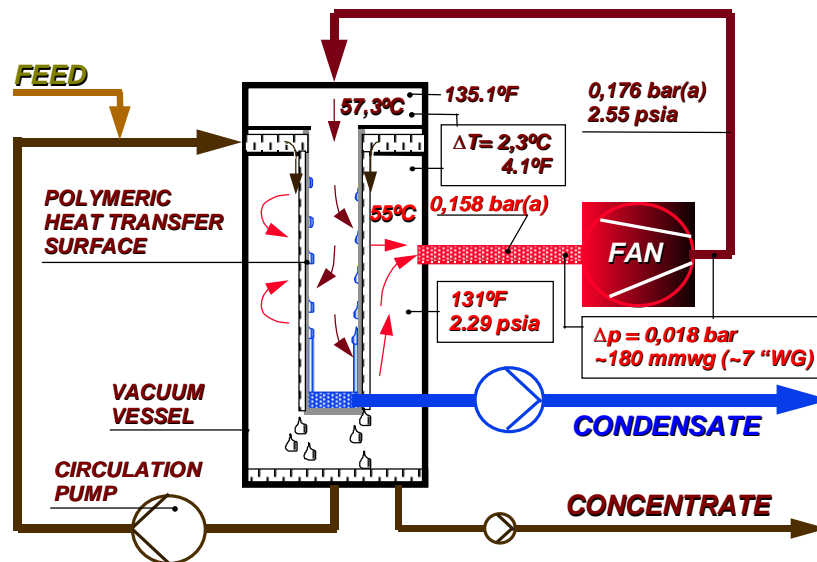 FEED
57,3ºC
135.1ºF
0,176 bar(a)
2.55 psia
ΔT= 2,3ºC
4.1ºF
POLYMERIC
HEAT TRANSFER
SURFACE
55ºC
0,158 bar(a)
FAN
131ºF
2.29 psia
Δp = 0,018 bar
~180 mmwg (~7 “WG)
VACUUM
VESSEL
CONDENSATE
CIRCULATION
PUMP
CONCENTRATE